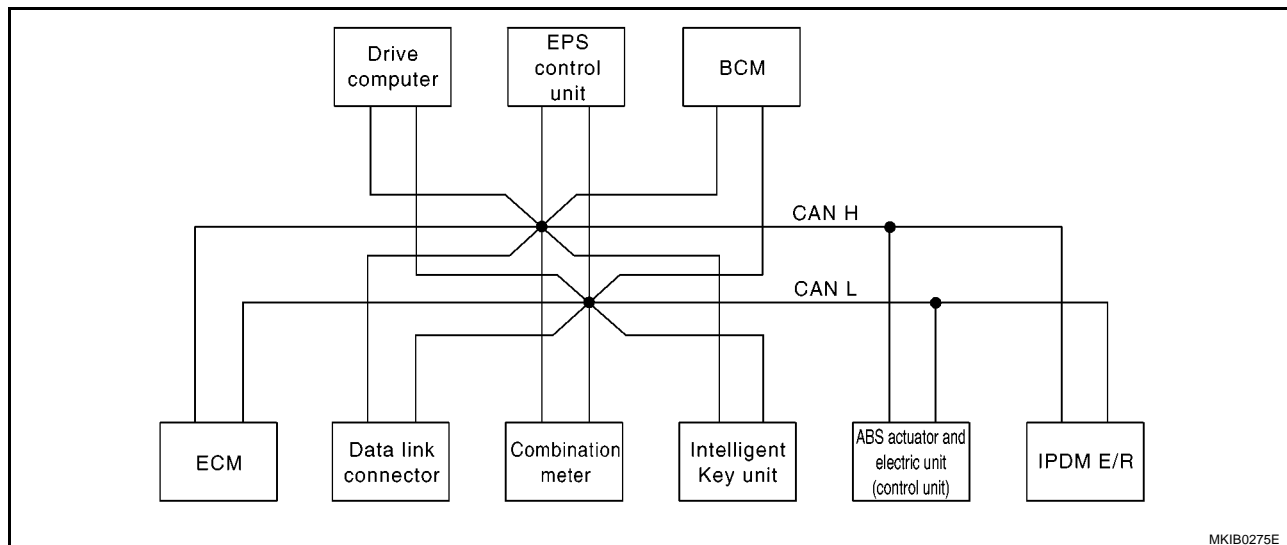 Drive
computer
EPS
control
unit
BCM
CAN H
CAN L
ECM
Data link
connector
Combination
meter
Intelligent
Key unit
ABS actuator and
electric unit
(control unit)
IPDM E/R
MKIB0275E